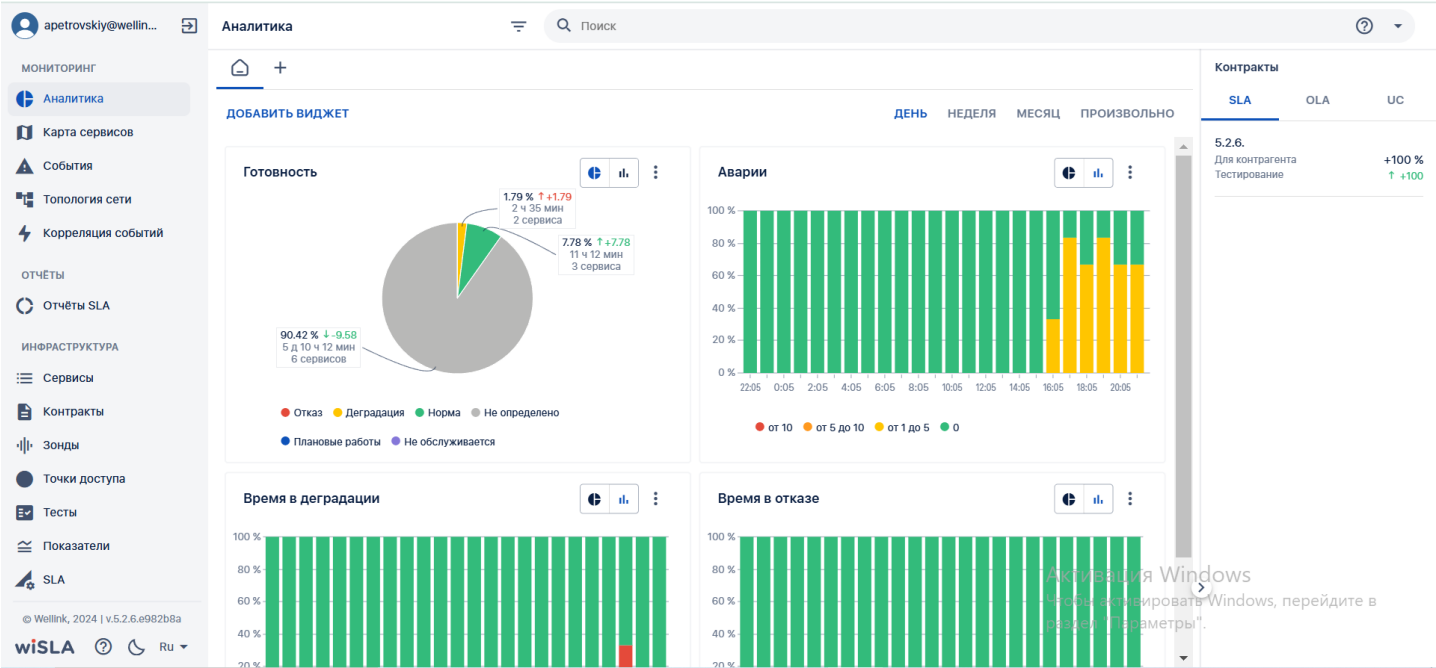 apetrovskiy@wellin...
МОНИТОРИНГ
Аналитика
Карта сервисов
События
Топология сети
Корреляция событий
ОТЧЁТЫ
Отчёты SLA
ИНФРАСТРУКТУРА
Сервисы
Контракты
Зонды
Точки доступа
Тесты
Показатели
SLA
© Wellink, 2024 | v.5.2.6.e982b8a
wiSLA
Ru
Аналитика
Поиск
ДОБАВИТЬ ВИДЖЕТ
ДЕНЬ НЕДЕЛЯ МЕСЯЦ ПРОИЗВОЛЬНО
Готовность
1.79 % ↑ +1.79
2 ч 35 мин
2 сервиса
7.78 % ↑ +7.78
11 ч 12 мин
3 сервиса
90.42 % ↓ -9.58
5 д 10 ч 12 мин
6 сервисов
Отказ Деградация Норма Не определено
Плановые работы Не обслуживается
Аварии
100 %
80 %
60 %
40 %
20 %
0 %
22:05 0:05 2:05 4:05 6:05 8:05 10:05 12:05 14:05 16:05 18:05 20:05
от 10 от 5 до 10 от 1 до 5 0
Время в деградации
100 %
80 %
60 %
40 %
20 %
Время в отказе
100 %
80 %
60 %
40 %
20 %
Контракты
SLA OLA UC
5.2.6.
Для контрагента +100 %
Тестирование ↑ +100
Активация Windows
Чтобы активировать Windows, перейдите в
раздел "Параметры".